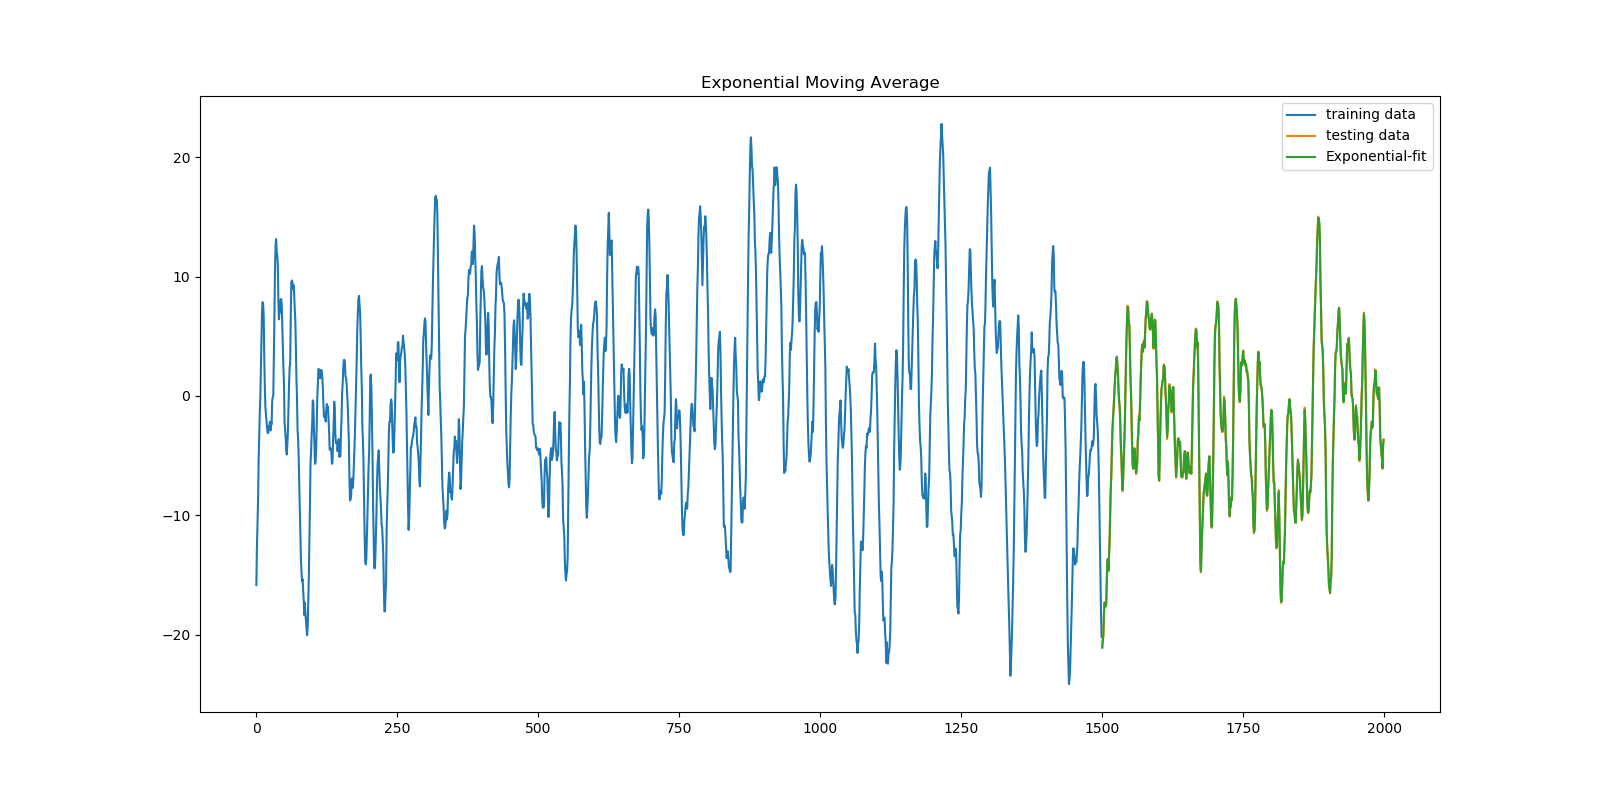 Exponential Moving Average
training data
testing data
Exponential-fit
20
10
0
−10
−20
0 250 500 750 1000 1250 1500 1750 2000